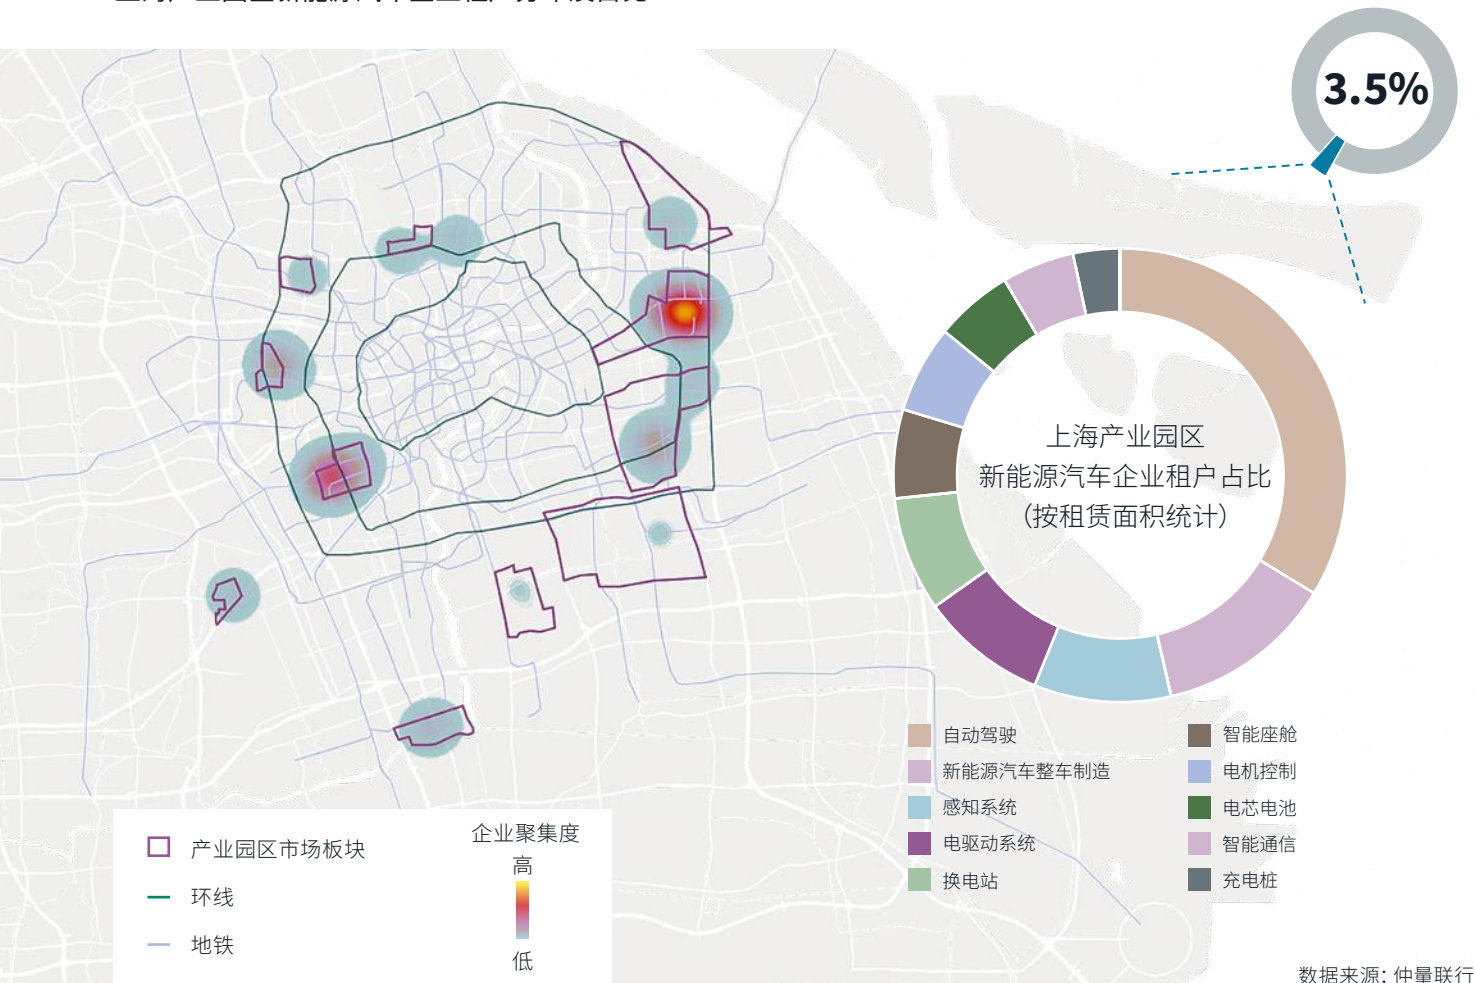 3.5%
上海产业园区
新能源汽车企业租户占比
（按租赁面积统计）
自动驾驶
新能源汽车整车制造
感知系统
电驱动系统
换电站
智能座舱
电机控制
电芯电池
智能通信
充电桩
产业园区市场板块
环线
地铁
企业聚集度
高
低
数据来源：仲量联行